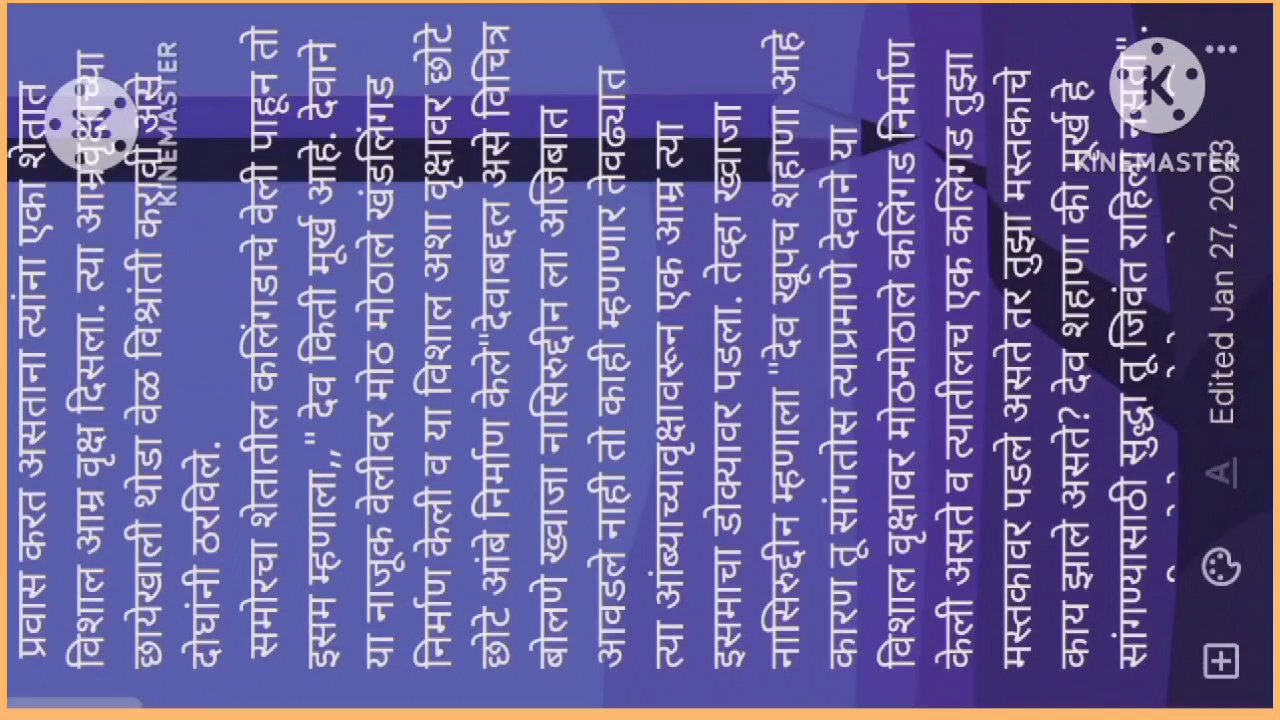 प्रवास करत असताना त्यांना एका शेतात
विशाल आम्र वृक्ष दिसला. त्या आम्रवृक्षाच्या
छायेखाली थोडा वेळ विश्रांती करावी असे
दोघांनी ठरविले.
समोरचा शेतातील कलिंगडाचे वेली पाहून तो
इसम म्हणाला,," देव किती मूर्ख आहे. देवाने
या नाजूक वेलीवर मोठ मोठाले खंडलिंगाड
निर्माण केली व या विशाल अशा वृक्षावर छोटे
छोटे आंबे निर्माण केले"देवाबद्दल असे विचित्र
बोलणे ख्वाजा नासिरुद्दीन ला अजिबात
आवडले नाही तो काही म्हणणार तेवढ्यात
त्या आंब्याच्यावृक्षावरून एक आम्र त्या
इसमाचा डोक्यावर पडला. तेव्हा ख्वाजा
नासिरुद्दीन म्हणाला "देव खूपच शहाणा आहे
कारण तू सांगतोस त्याप्रमाणे देवाने या
विशाल वृक्षावर मोठमोठाले कलिंगड निर्माण
केली असते व त्यातीलच एक कलिंगड तुझा
मस्तकावर पडले असते तर तुझा मस्तकाचे
काय झाले असते? देव शहाणा की मूर्ख हे
सांगण्यासाठी सुद्धा तू जिवंत राहिला नसता".
Edited Jan 27, 2023
A
KINEMASTER
KINEMASTER